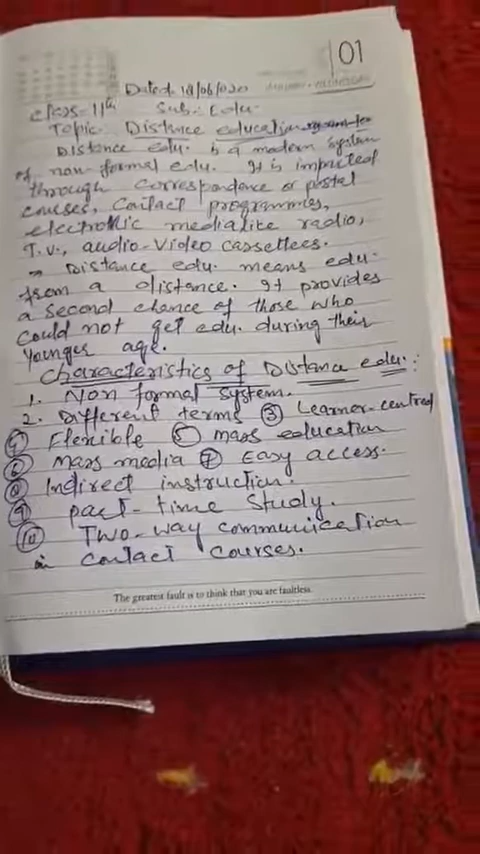 01
Dated. 18/06/020
Class-11th Sub: Edu.
Topic. Distance education
Distance edu. is a modern system
of non-formal edu. It is imparted
through correspondence or postal
courses, Contact programmes,
electronic media like radio,
T.V., audio-video cassettees.
→ Distance edu. means edu.
from a distance. It provides
a second chance of those who
could not get edu. during their
younger age.
Characteristics of Distance edu.:
1. Non formal system.
2. Different terms ③ Learner-centred
④ Flexible ⑤ mass education
⑥ Mass media ⑦ Easy access.
⑧ Indirect instruction.
⑨ Part-time Study.
⑩ Two-way communication
in contact courses.
The greatest fault is to think that you are faultless.